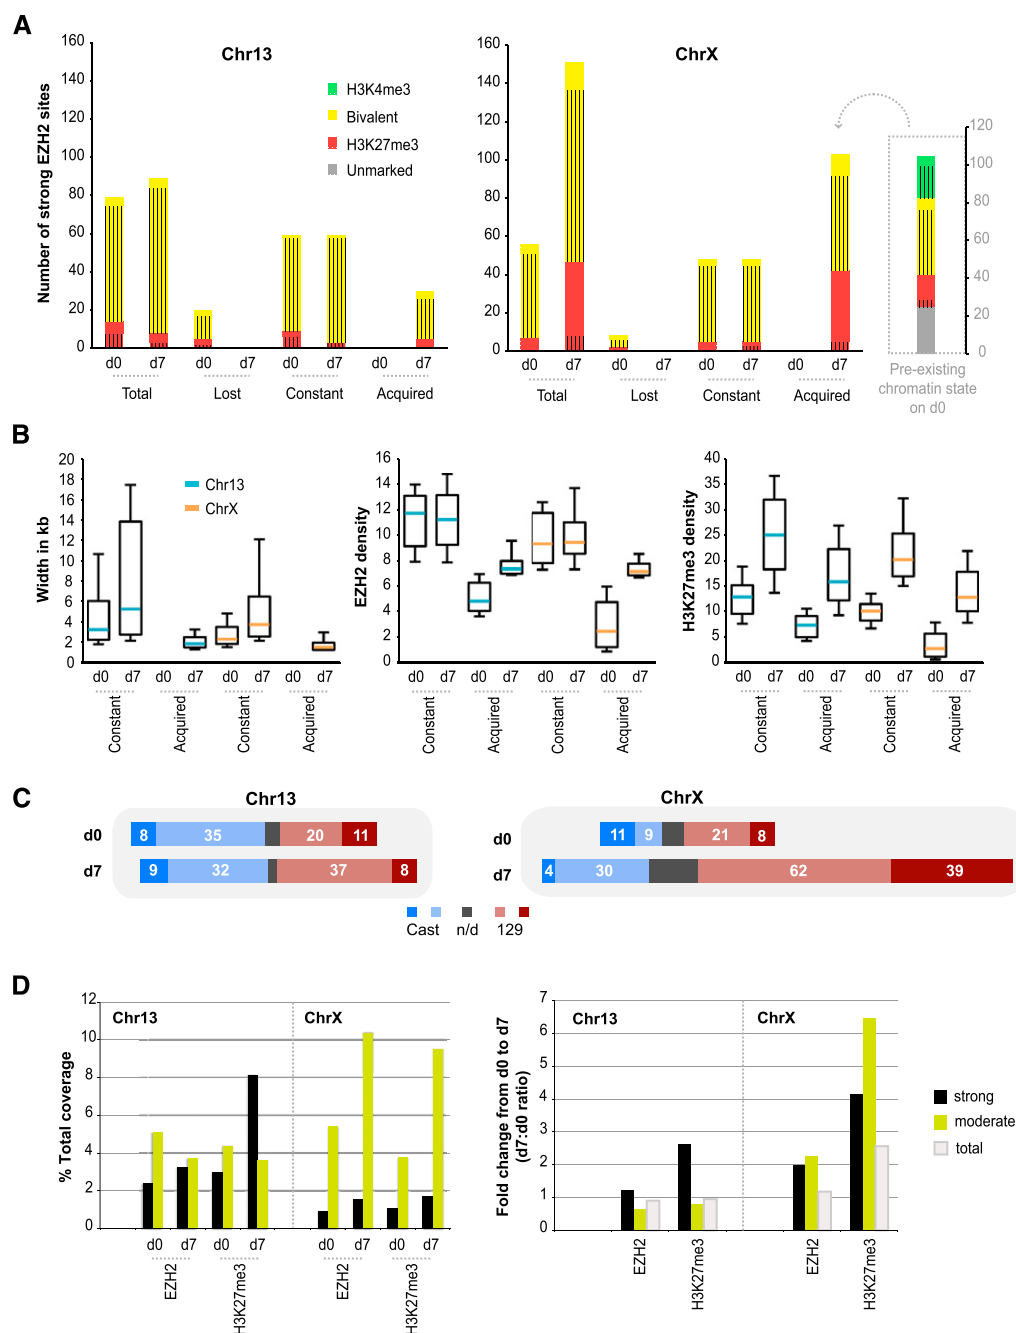 A
Chr13
Number of strong EZH2 sites
160
140
120
100
80
60
40
20
0
H3K4me3
Bivalent
H3K27me3
Unmarked
d0 d7 d0 d7 d0 d7 d0 d7
Total Lost Constant Acquired
ChrX
160
140
120
100
80
60
40
20
0
d0 d7 d0 d7 d0 d7 d0 d7
Total Lost Constant Acquired
120
100
80
60
40
20
0
Pre-existing
chromatin state
on d0
B
Width in kb
20
18
16
14
12
10
8
6
4
2
0
Chr13
ChrX
d0 d7 d0 d7 d0 d7 d0 d7
Constant Acquired Constant Acquired
EZH2 density
16
14
12
10
8
6
4
2
0
d0 d7 d0 d7 d0 d7 d0 d7
Constant Acquired Constant Acquired
H3K27me3 density
40
35
30
25
20
15
10
5
0
d0 d7 d0 d7 d0 d7 d0 d7
Constant Acquired Constant Acquired
C
Chr13
d0 8 35 20 11
d7 9 32 37 8
ChrX
d0 11 9 21 8
d7 4 30 62 39
Cast n/d 129
D
% Total coverage
12
10
8
6
4
2
0
Chr13 ChrX
d0 d7 d0 d7 d0 d7 d0 d7
EZH2 H3K27me3 EZH2 H3K27me3
Fold change from d0 to d7
(d7:d0 ratio)
7
6
5
4
3
2
1
0
Chr13 ChrX
EZH2 H3K27me3 EZH2 H3K27me3
strong
moderate
total